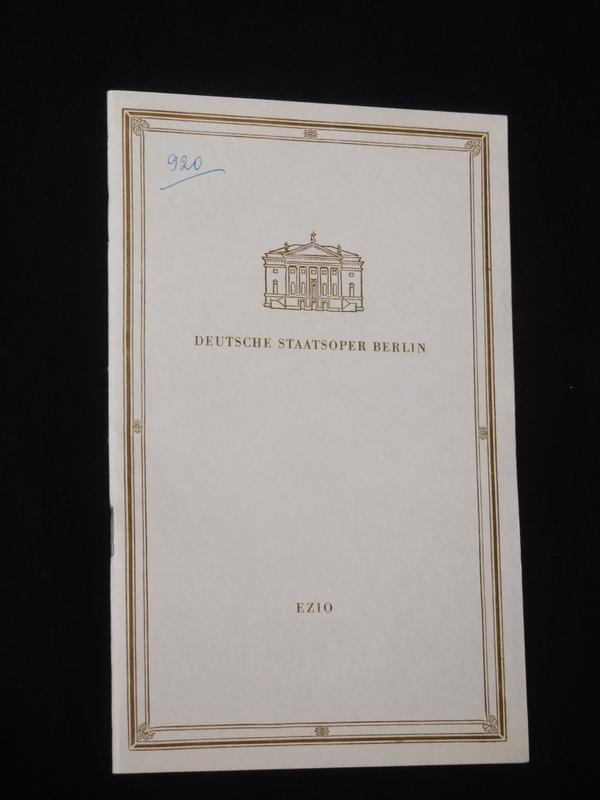 920
DEUTSCHE STAATSOPER BERLIN
EZIO